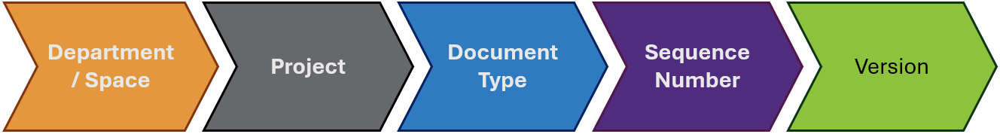 Department
/ Space
Project
Document
Type
Sequence
Number
Version